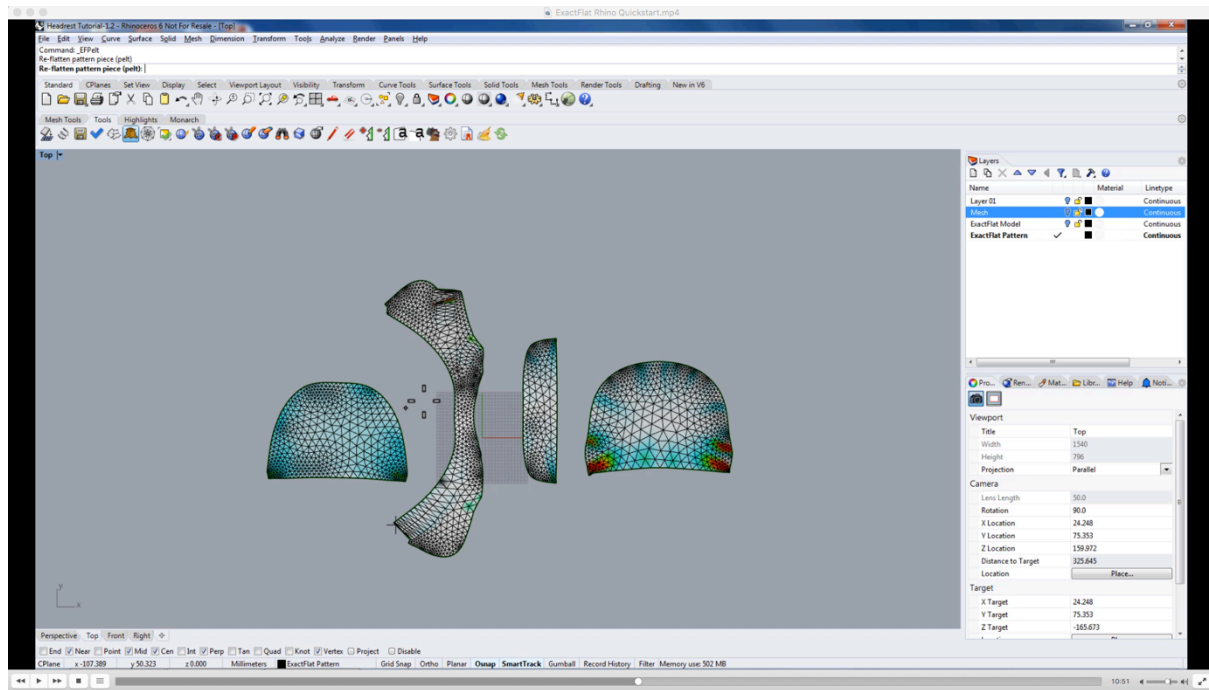 ExactFlat Rhino Quickstart.mp4
Headrest Tutorial-1.2 - Rhinoceros 6 Not For Resale - [Top]
File Edit View Curve Surface Solid Mesh Dimension Transform Tools Analyze Render Panels Help
Command: _EFPelt
Re-flatten pattern piece (pelt)
Re-flatten pattern piece (pelt):
Standard CPlanes Set View Display Select Viewport Layout Visibility Transform Curve Tools Surface Tools Solid Tools Mesh Tools Render Tools Drafting New in V6
Mesh Tools Tools Highlights Monarch
Top
Layers
Name Material Linetype
Layer 01 Continuous
Mesh Continuous
ExactFlat Model Continuous
ExactFlat Pattern Continuous
Pro... Ren... Mat... Libr... Help Noti...
Viewport
Title Top
Width 1540
Height 796
Projection Parallel
Camera
Lens Length 50.0
Rotation 90.0
X Location 24.248
Y Location 75.353
Z Location 159.972
Distance to Target 325.645
Location Place...
Target
X Target 24.248
Y Target 75.353
Z Target -165.673
y
x
Perspective Top Front Right
End Near Point Mid Cen Int Perp Tan Quad Knot Vertex Project Disable
CPlane x -107.389 y 50.323 z 0.000 Millimeters ExactFlat Pattern Grid Snap Ortho Planar Osnap SmartTrack Gumball Record History Filter Memory use: 502 MB
10:51